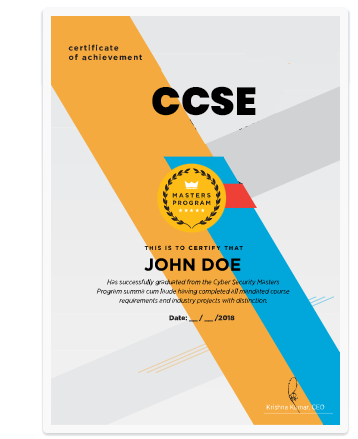 certificate
of achievement
CCSE
MASTERS
PROGRAM
THIS IS TO CERTIFY THAT
JOHN DOE
Has successfully graduated from the Cyber Security Masters
Program summa cum laude having completed all mandated course
requirements and industry projects with distinction.
Date: __ / __ /2018
Krishna Kumar, CEO